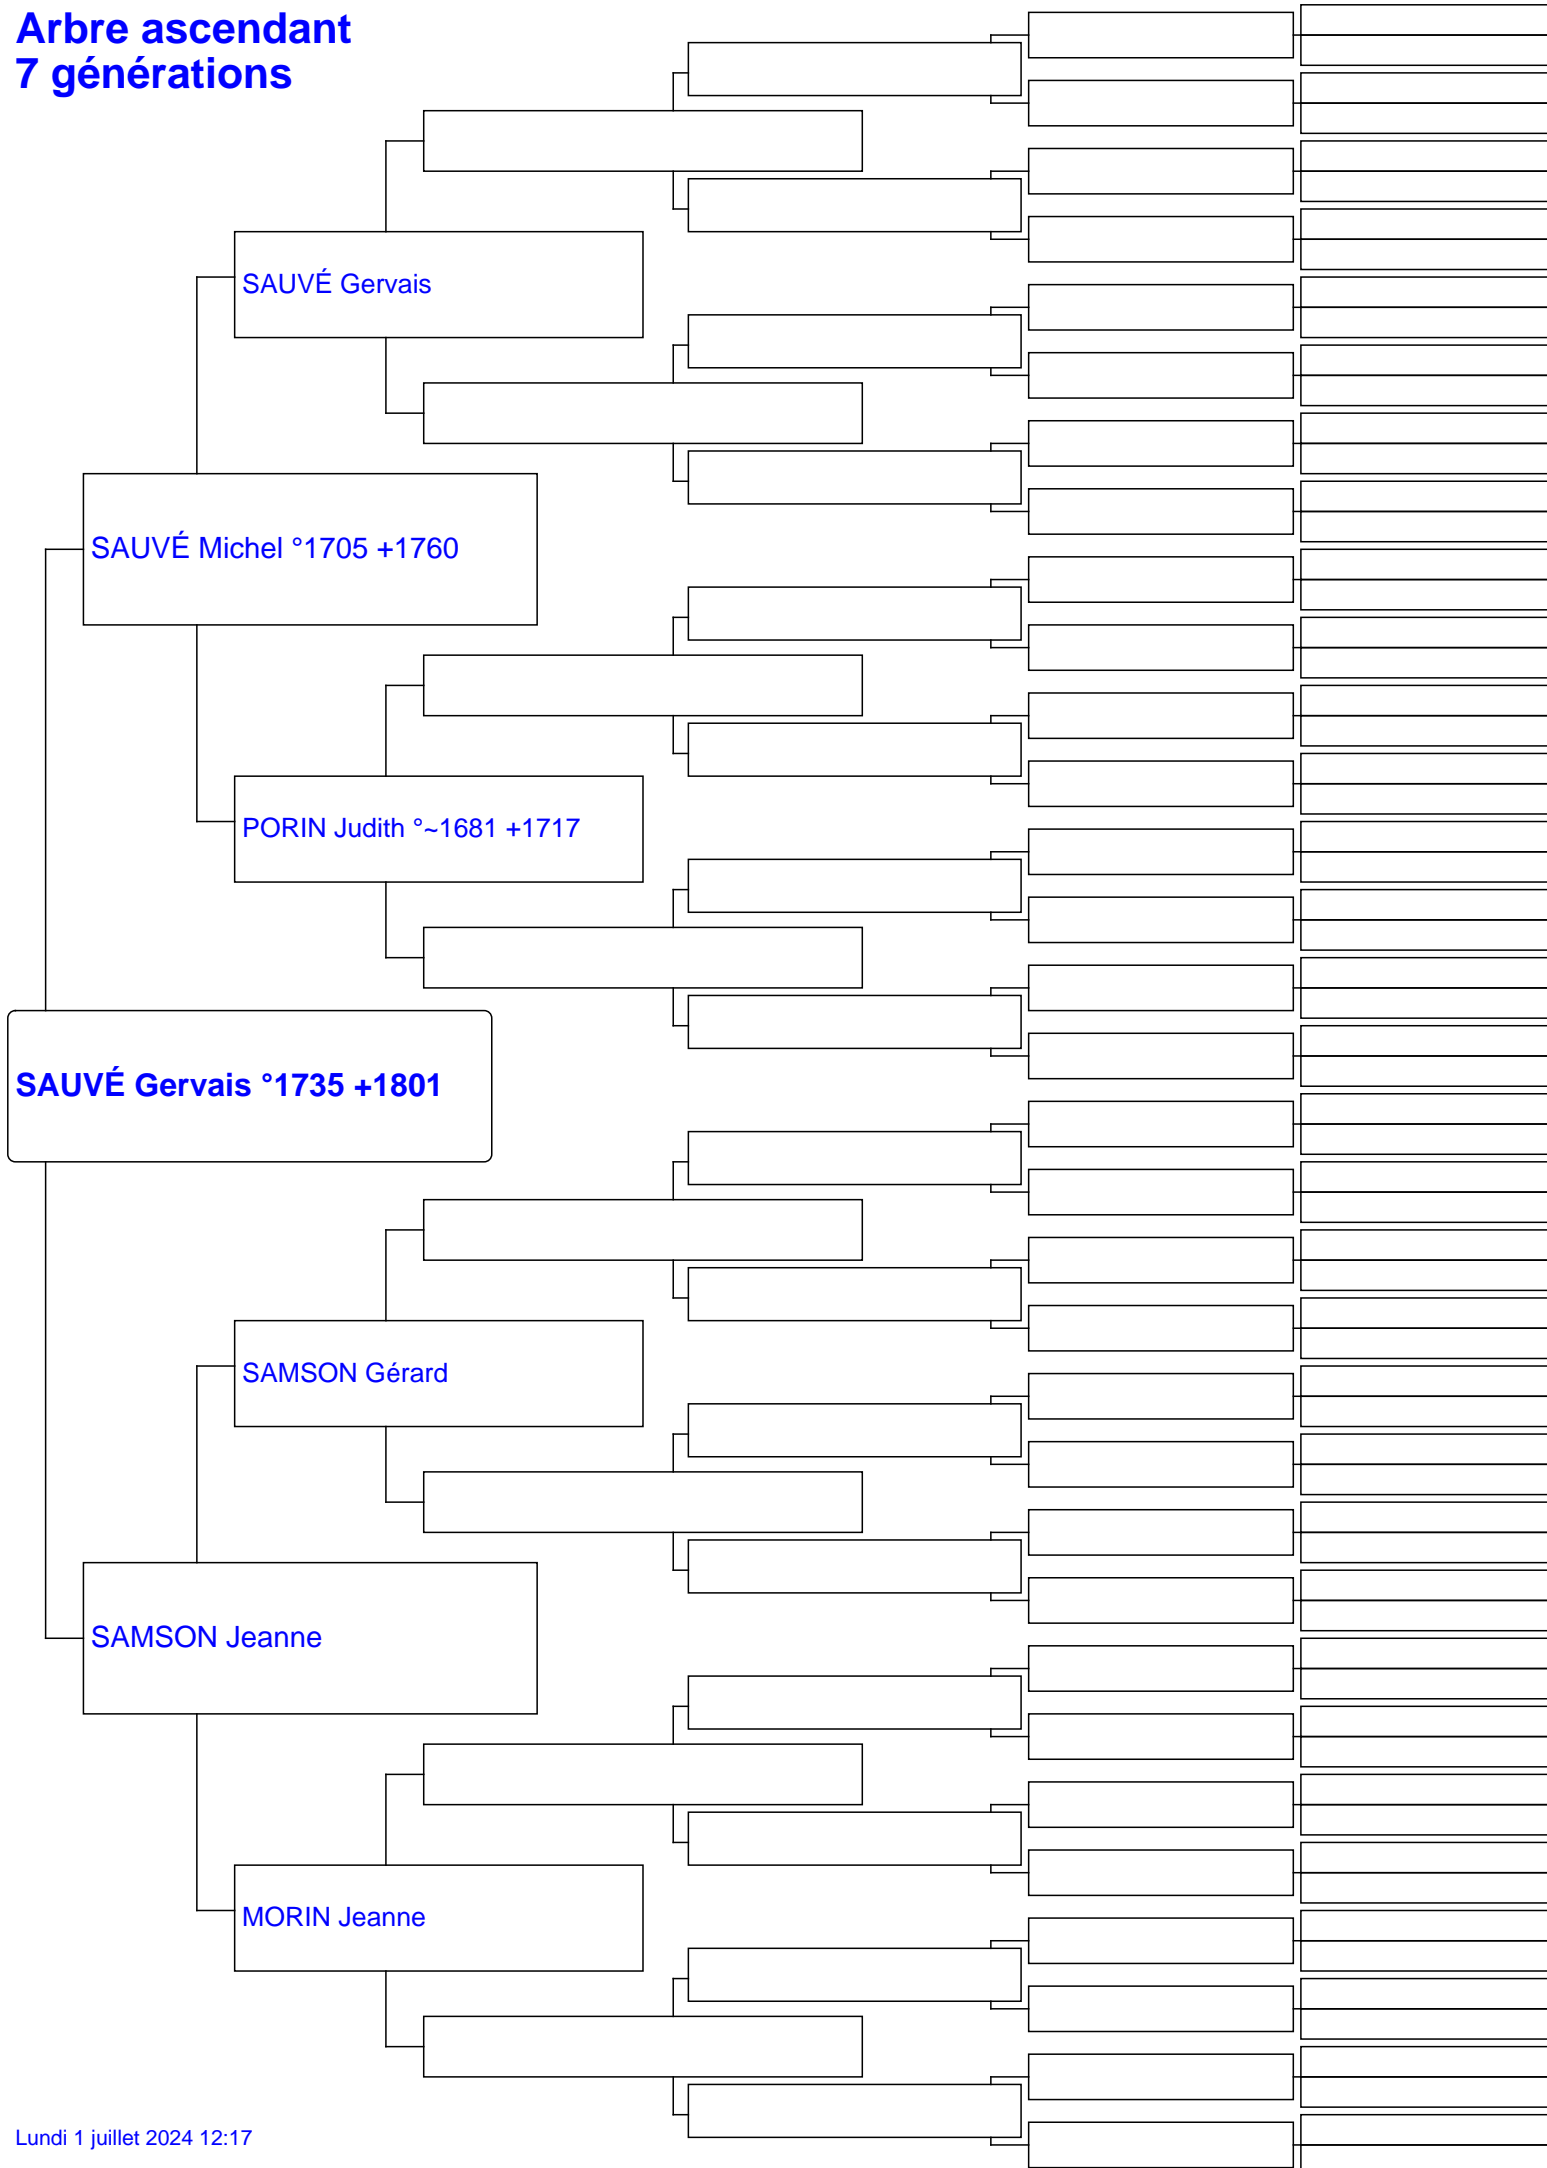 Arbre ascendant
7 générations
SAUVÉ Gervais
SAUVÉ Michel °1705 +1760
PORIN Judith °~1681 +1717
SAUVÉ Gervais °1735 +1801
SAMSON Gérard
SAMSON Jeanne
MORIN Jeanne
Lundi 1 juillet 2024 12:17